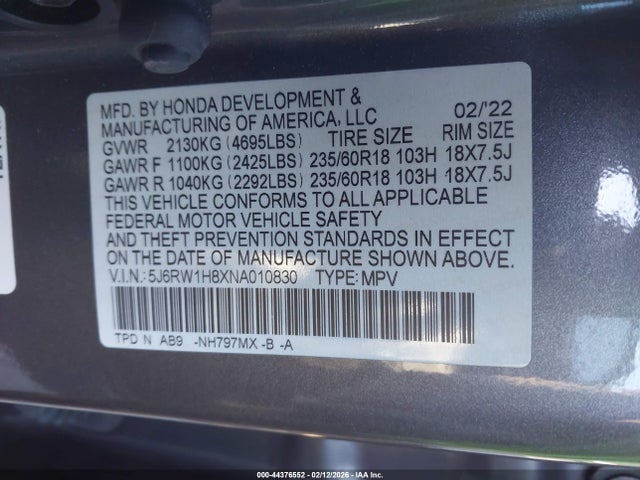 MFD. BY HONDA DEVELOPMENT &
MANUFACTURING OF AMERICA, LLC 02/'22
GVWR 2130KG (4695LBS) TIRE SIZE RIM SIZE
GAWR F 1100KG (2425LBS) 235/60R18 103H 18X7.5J
GAWR R 1040KG (2292LBS) 235/60R18 103H 18X7.5J
THIS VEHICLE CONFORMS TO ALL APPLICABLE
FEDERAL MOTOR VEHICLE SAFETY
AND THEFT PREVENTION STANDARDS IN EFFECT
ON THE DATE OF MANUFACTURE SHOWN ABOVE.
V.I.N.: 5J6RW1H8XNA010830 TYPE: MPV
TPD N AB9 -NH797MX -B -A
000-44376552 - 02/12/2026 - IAA Inc.